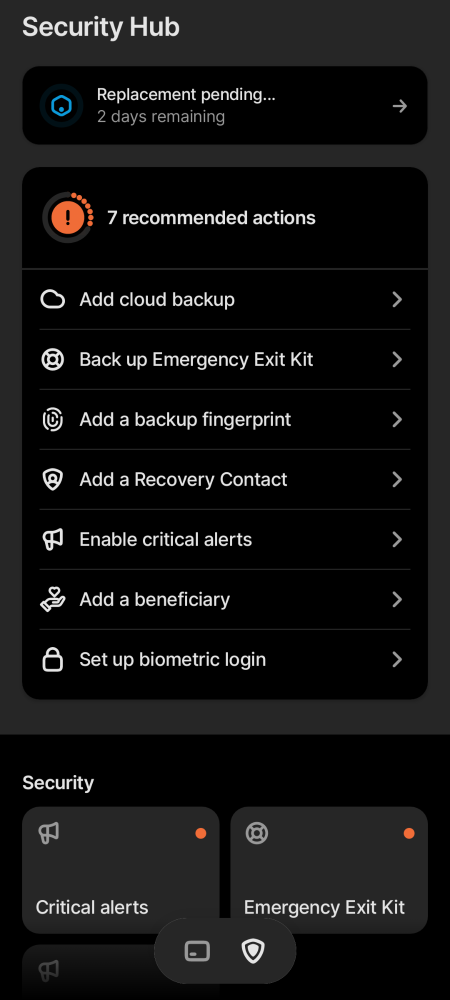 Security Hub
Replacement pending...
2 days remaining
7 recommended actions
Add cloud backup
Back up Emergency Exit Kit
Add a backup fingerprint
Add a Recovery Contact
Enable critical alerts
Add a beneficiary
Set up biometric login
Security
Critical alerts
Emergency Exit Kit